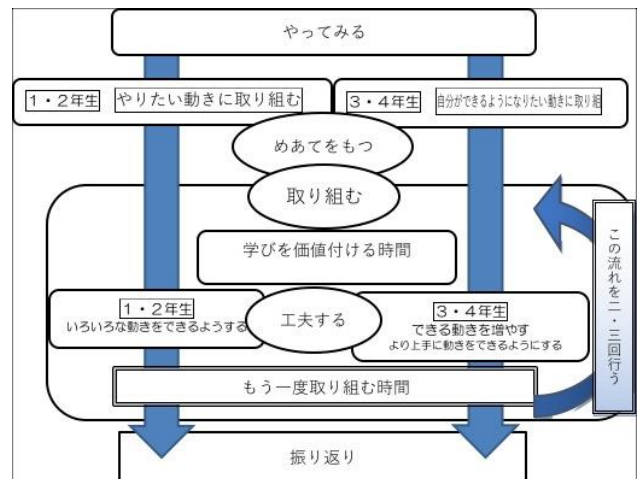 やってみる
1・2年生 やりたい動きに取り組む
3・4年生 自分ができるようになりたい動きに取り組
めあてをもつ
取り組む
学びを価値付ける時間
1・2年生
いろいろな動きをできるようする
工夫する
3・4年生
できる動きを増やす
より上手に動きをできるようにする
もう一度取り組む時間
この流れを二・三回行う
振り返り